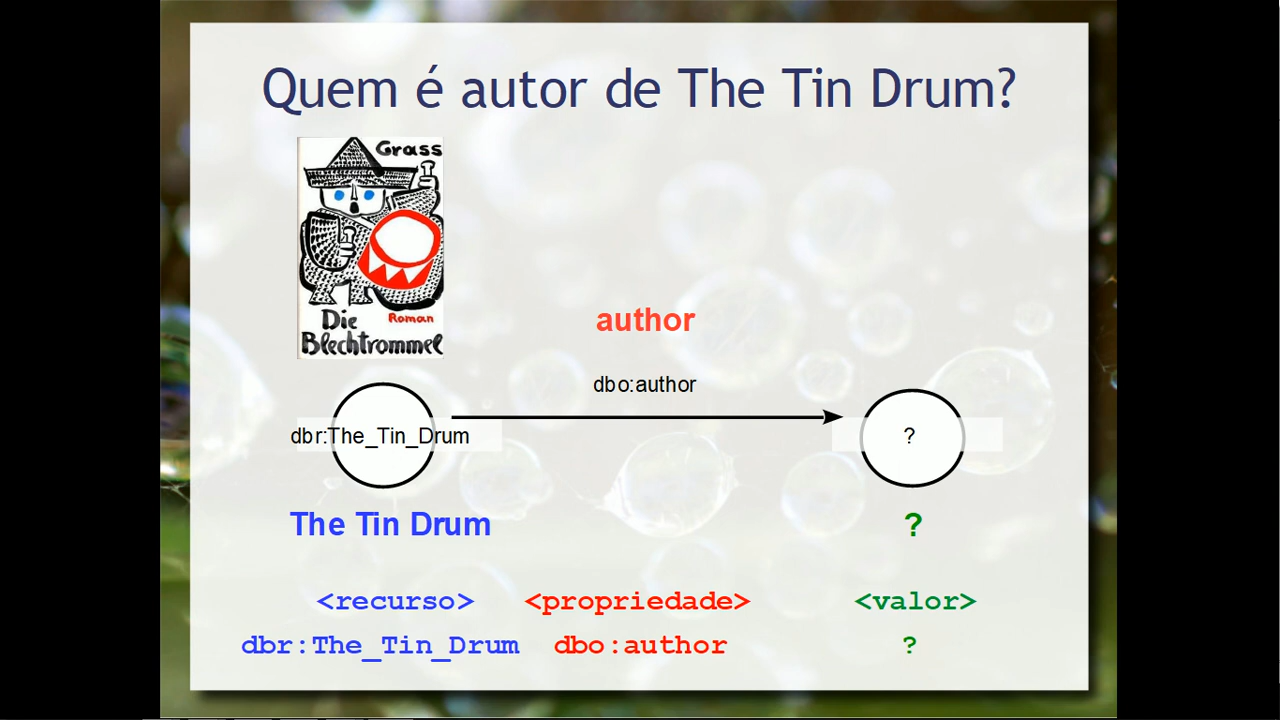 Quem é autor de The Tin Drum?
Grass
Die
Roman
Blechtrommel
author
dbo:author
dbr:The_Tin_Drum
?
The Tin Drum
?
<recurso> <propriedade> <valor>
dbr:The_Tin_Drum dbo:author ?